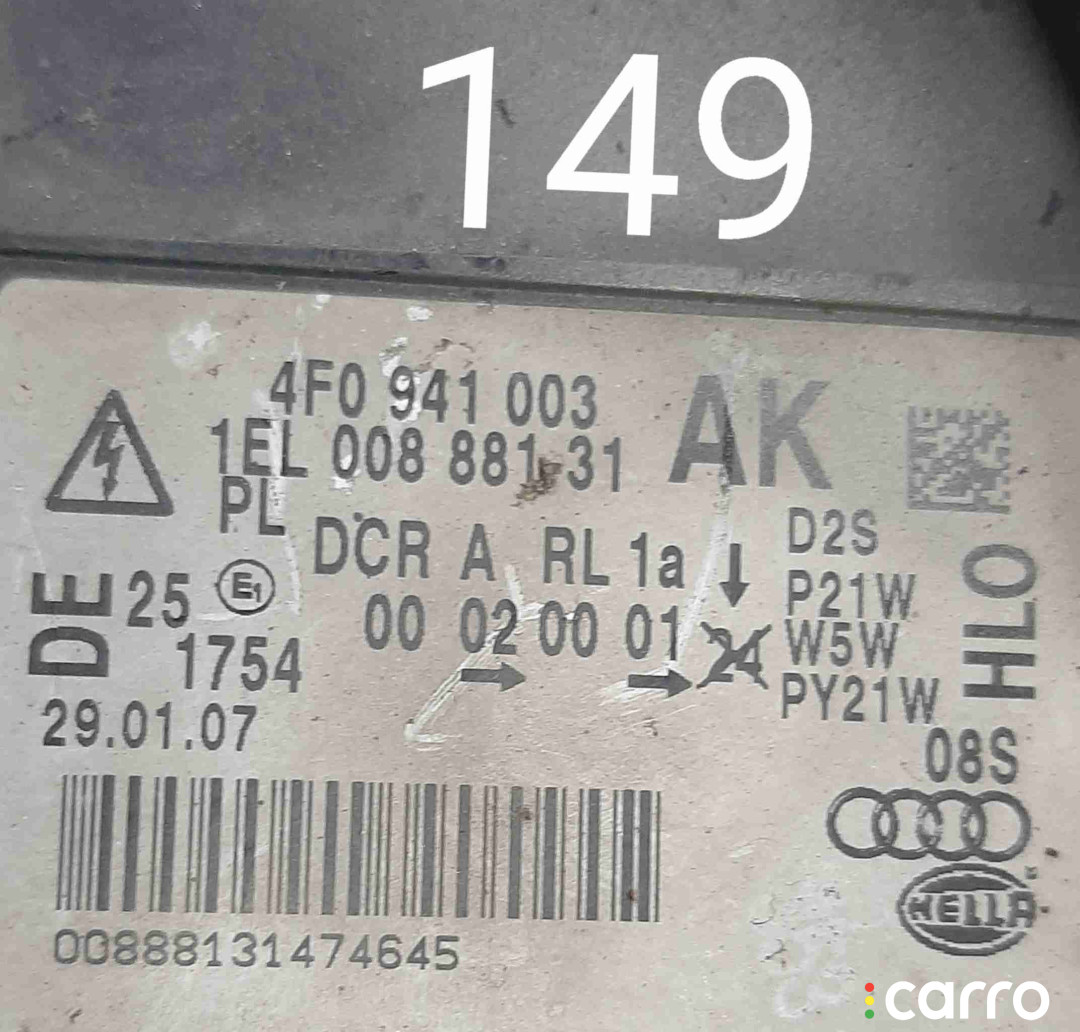 149
4F0 941 003 AK
1EL 008 881-31
PL
DCR A RL 1a
D2S
P21W
W5W
PY21W
HLO
DE 25 E1
00 02 00 01 24
1754
29.01.07
08S
00888131474645
HELLA
carro